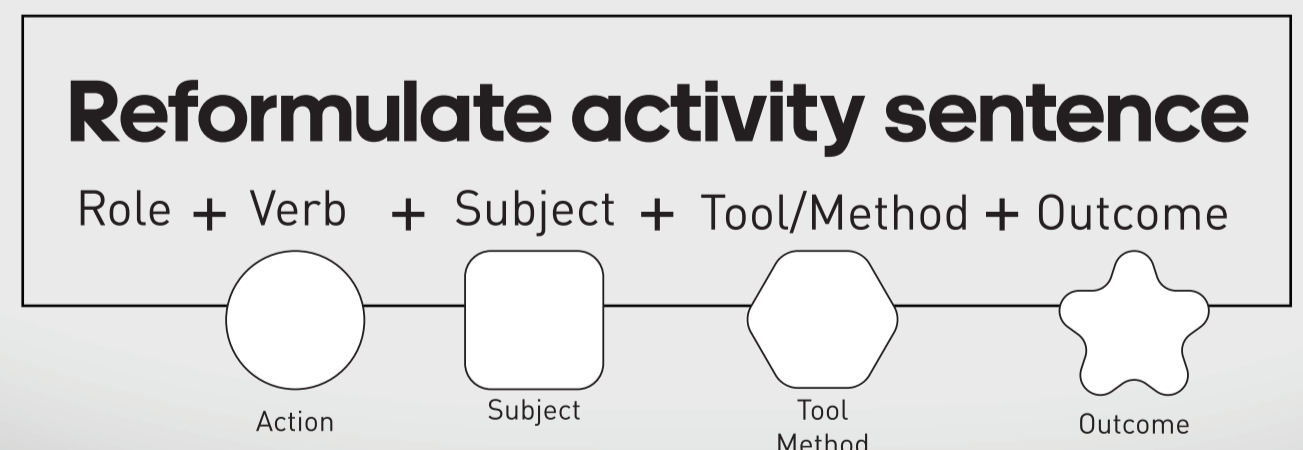 Reformulate activity sentence
Role + Verb + Subject + Tool/Method + Outcome
Action
Subject
Tool
Method
Outcome